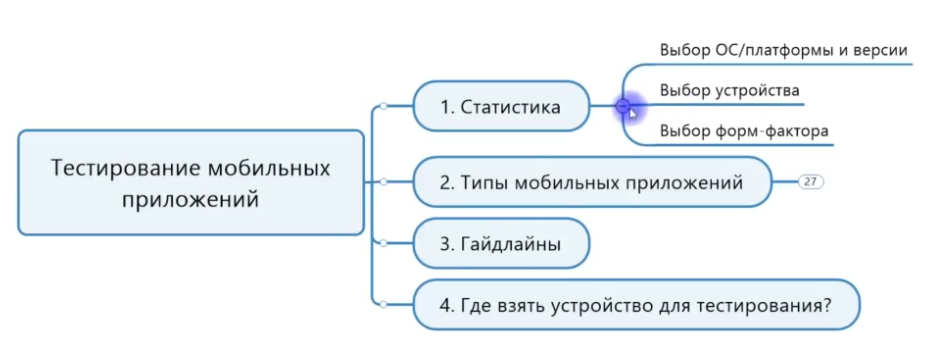 Тестирование мобильных
приложений
1. Статистика
Выбор ОС/платформы и версии
Выбор устройства
Выбор форм-фактора
2. Типы мобильных приложений
27
3. Гайдлайны
4. Где взять устройство для тестирования?